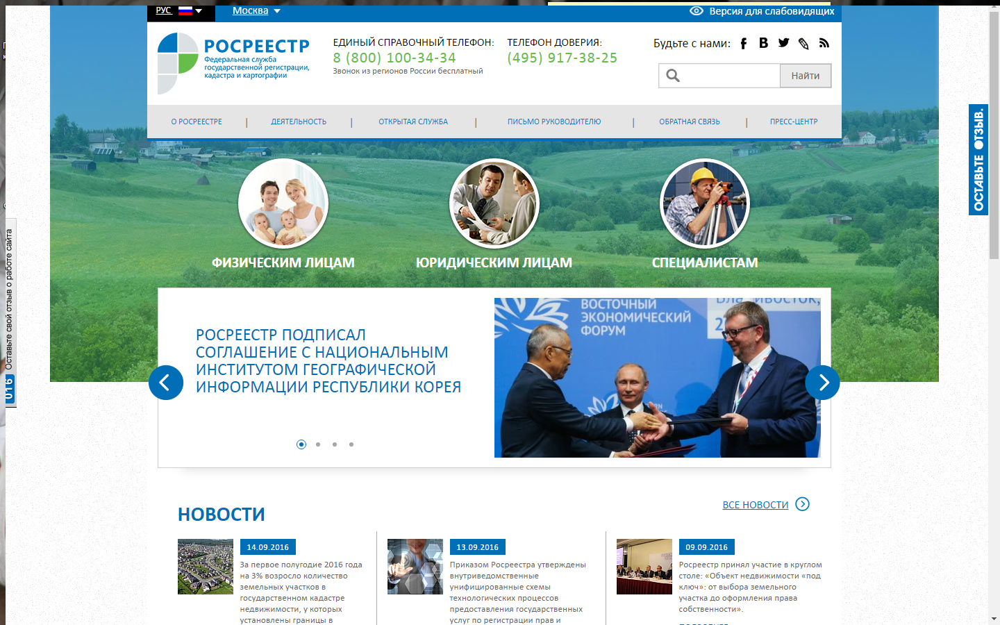 РУС
Москва
Версия для слабовидящих
РОСРЕЕСТР
Федеральная служба
государственной регистрации,
кадастра и картографии
ЕДИНЫЙ СПРАВОЧНЫЙ ТЕЛЕФОН:
8 (800) 100-34-34
Звонок из регионов России бесплатный
ТЕЛЕФОН ДОВЕРИЯ:
(495) 917-38-25
Будьте с нами:
Найти
О РОСРЕЕСТРЕ | ДЕЯТЕЛЬНОСТЬ | ОТКРЫТАЯ СЛУЖБА | ПИСЬМО РУКОВОДИТЕЛЮ | ОБРАТНАЯ СВЯЗЬ | ПРЕСС-ЦЕНТР
ОСТАВЬТЕ ОТЗЫВ.
ФИЗИЧЕСКИМ ЛИЦАМ
ЮРИДИЧЕСКИМ ЛИЦАМ
СПЕЦИАЛИСТАМ
Оставьте свой отзыв о работе сайта
016
РОСРЕЕСТР ПОДПИСАЛ
СОГЛАШЕНИЕ С НАЦИОНАЛЬНЫМ
ИНСТИТУТОМ ГЕОГРАФИЧЕСКОЙ
ИНФОРМАЦИИ РЕСПУБЛИКИ КОРЕЯ
ВОСТОЧНЫЙ
ЭКОНОМИЧЕСКИЙ
ФОРУМ
Владивосток,
НОВОСТИ
ВСЕ НОВОСТИ
14.09.2016
За первое полугодие 2016 года
на 3% возросло количество
земельных участков в
государственном кадастре
недвижимости, у которых
установлены границы в
13.09.2016
Приказом Росреестра утверждены
внутриведомственные
унифицированные схемы
технологических процессов
предоставления государственных
услуг по регистрации прав и
09.09.2016
Росреестр принял участие в круглом
столе: «Объект недвижимости «под
ключ»: от выбора земельного
участка до оформления права
собственности».